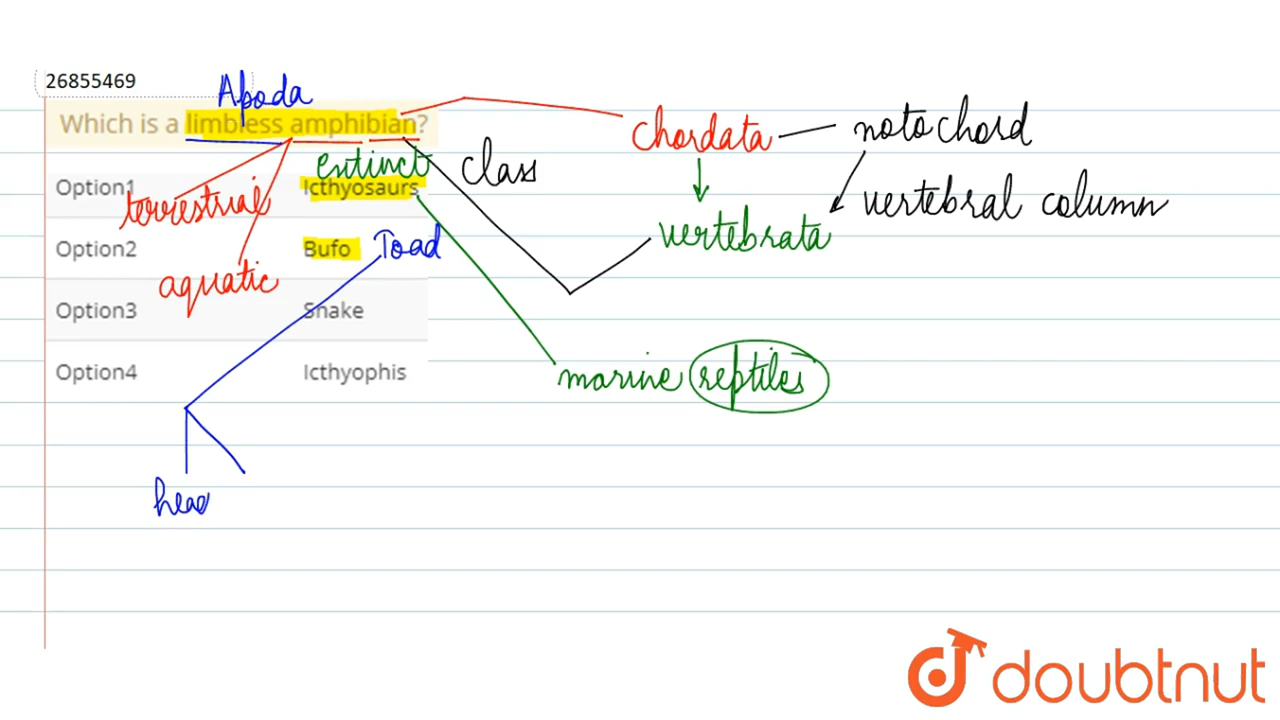 26855469
Apoda
Which is a limbless amphibian?
chordata
notochord
extinct
class
Option1 Icthyosaurs
terrestrial
vertebral column
vertebrata
Option2 Bufo
Toad
aquatic
Option3 Snake
Option4 Icthyophis
marine reptiles
head
doubtnut